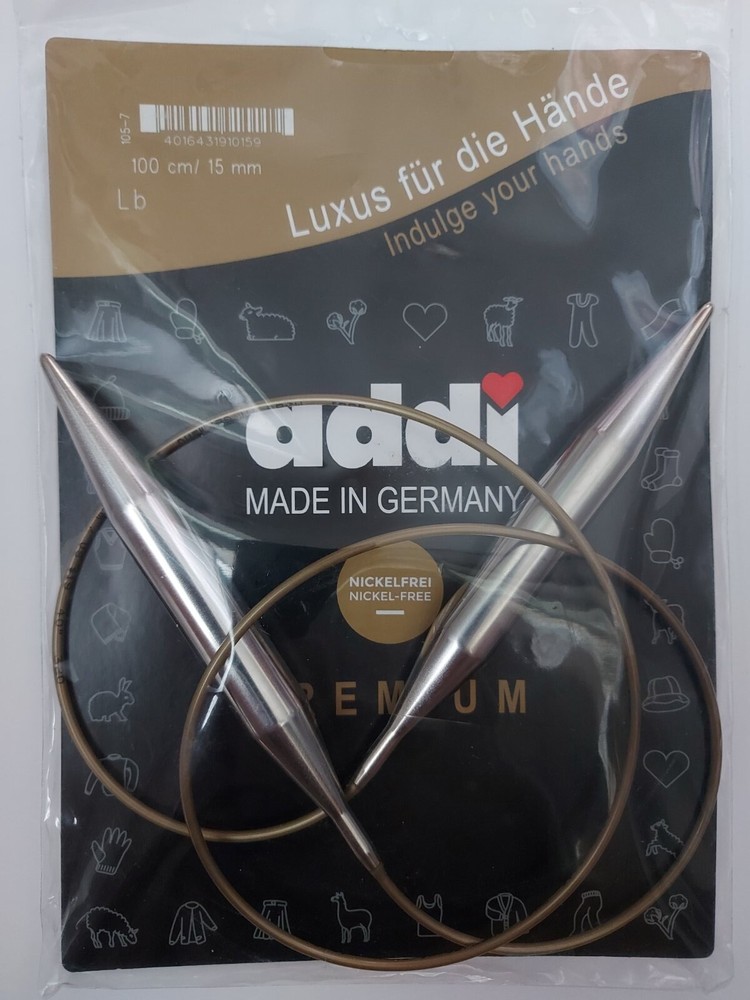 105-7
4016431910159
100 cm/ 15 mm
Lb
Luxus für die Hände
Indulge your hands
addi
MADE IN GERMANY
NICKELFREI
NICKEL-FREE
PREMIUM